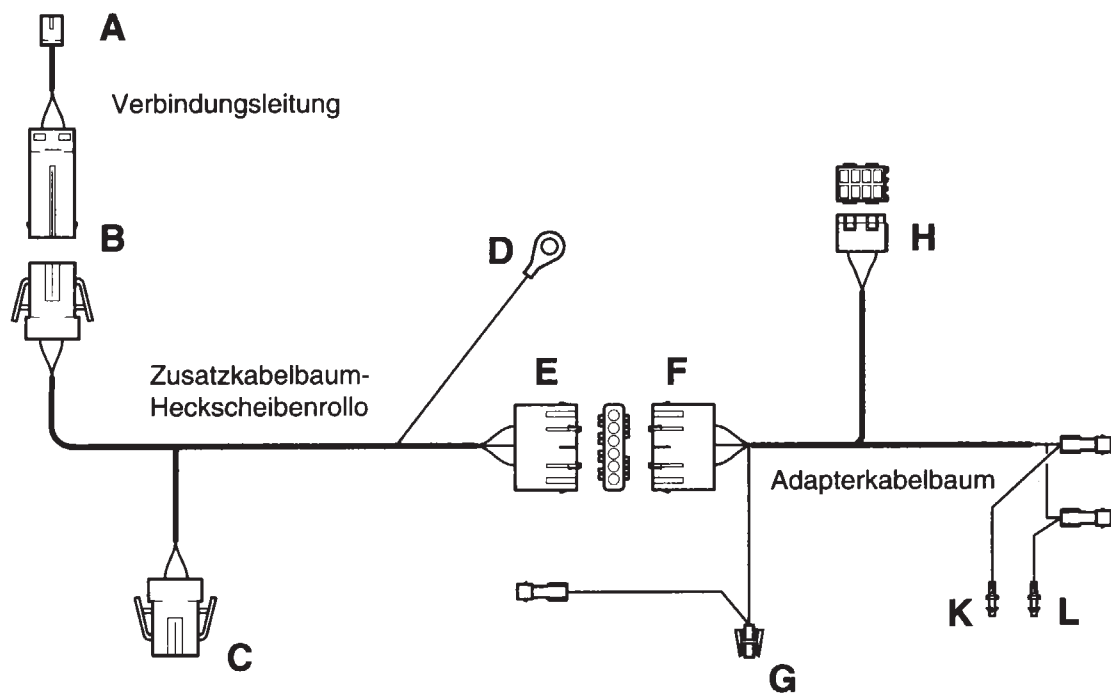 A
Verbindungsleitung
B
D
H
Zusatzkabelbaum-
Heckscheibenrollo
E
F
Adapterkabelbaum
K
L
C
G